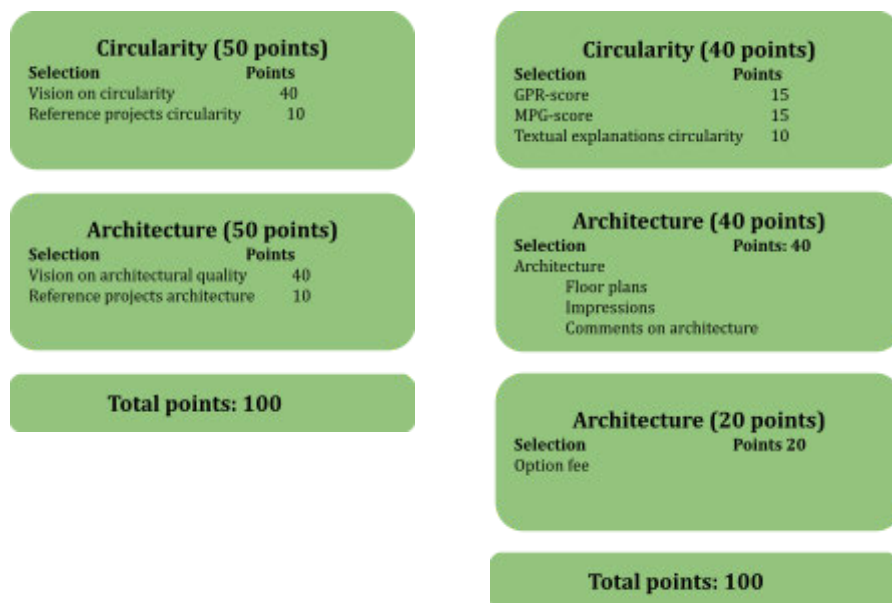 Circularity (50 points)
Selection Points
Vision on circularity 40
Reference projects circularity 10
Architecture (50 points)
Selection Points
Vision on architectural quality 40
Reference projects architecture 10
Total points: 100
Circularity (40 points)
Selection Points
GPR-score 15
MPG-score 15
Textual explanations circularity 10
Architecture (40 points)
Selection Points: 40
Architecture
Floor plans
Impressions
Comments on architecture
Architecture (20 points)
Selection Points 20
Option fee
Total points: 100